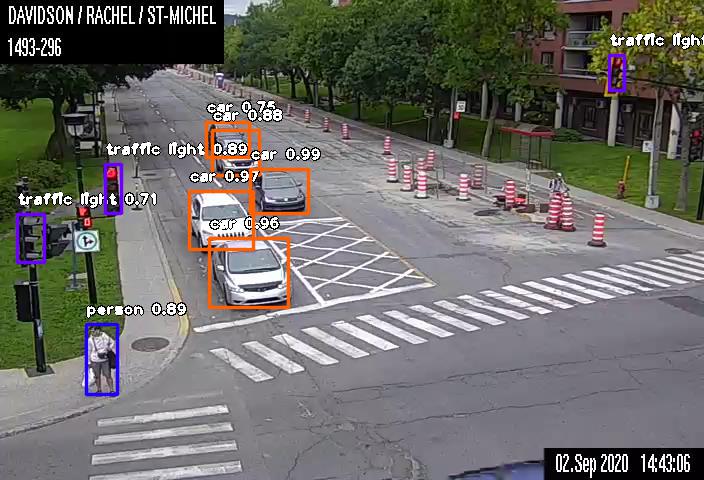 DAVIDSON / RACHEL / ST-MICHEL
1493-296
traffic light
car 0.75
car 0.88
traffic light 0.89
car 0.99
car 0.97
traffic light 0.71
car 0.96
person 0.89
02.Sep 2020 14:43:06